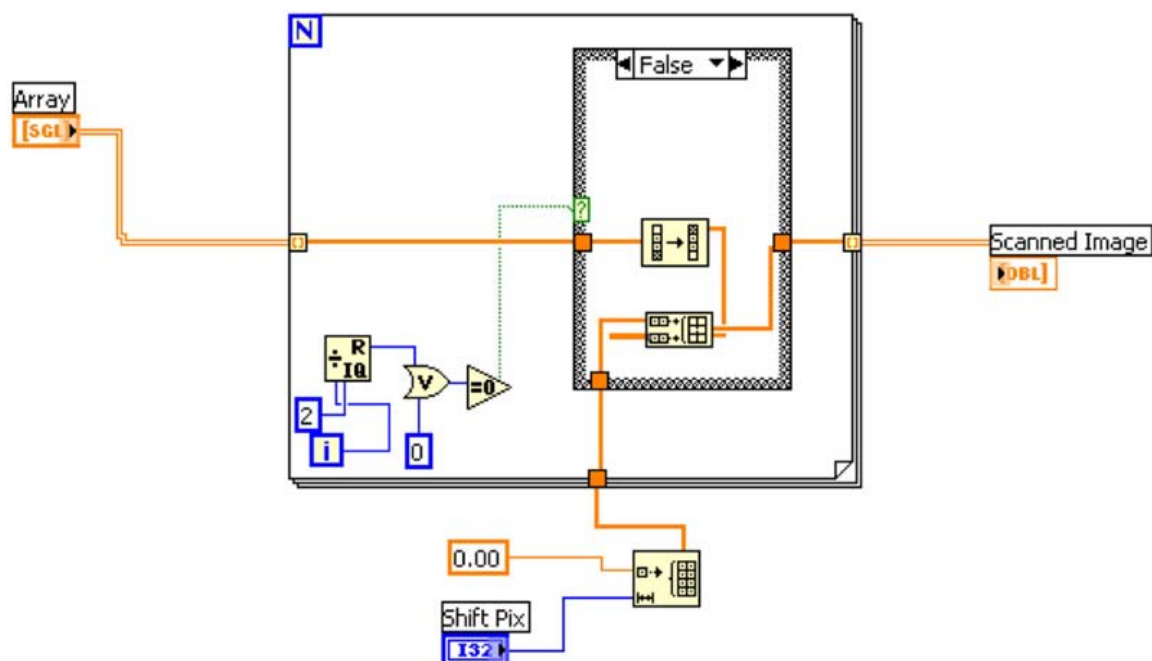 N
False
Array
[SGL]
?
Scanned Image
DBL]
R
÷ IQ
V
=0
2
i
0
0.00
Shift Pix
I32